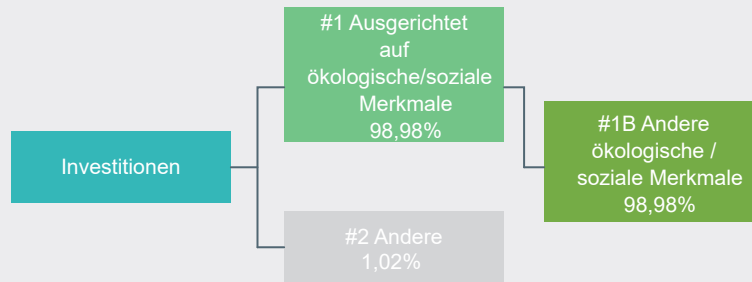 Investitionen
#1 Ausgerichtet
auf
ökologische/soziale
Merkmale
98,98%
#2 Andere
1,02%
#1B Andere
ökologische /
soziale Merkmale
98,98%